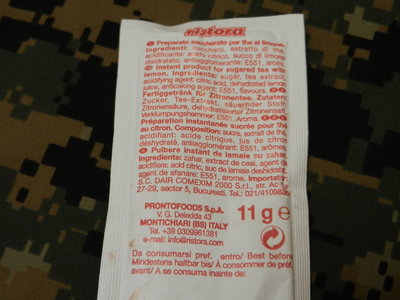 ristora
Preparato zuccherato per the al limone.
Ingredienti: zucchero, estratto di the,
acidificante: acido citrico, succo di limone
disidratato, antiagglomerante: E551, aromi.
Instant product for sugared tea with
lemon. Ingredients: sugar, tea extract,
acidifying agent: citric acid, dehydrated lemon
juice, anticaking agent: E551, flavours.
Fertiggetränk für Zitronentee. Zutaten:
Zucker, Tee-Extrakt, säuernder Stoff:
Zitronensäure, dehydratisierter Zitronensaft,
Verklumpungshemmer: E551, Aroma.
Préparation instantanée sucrée pour thé
au citron. Composition: sucre, extrait de thé,
acidifiant: acide citrique, jus de citron
déshydraté, antiagglomérant: E551, arômes.
Pulbere instant de lamaie cu zahar.
Ingrediente: zahar, extract de ceai, agent de
acidifiere: acid citric, suc de lamaie deshidratat,
agent de afanare: E551, arome. Importator:
S.C. DAIR COMEXIM 2000 S.r.l., str.
27-29, sector 5, Bucuresti. Tel.: 021/410983
PRONTOFOODS S.p.A.
V. G. Deledda 43
MONTICHIARI (BS) ITALY
Tel. +39 0309961381
e-mail: info@ristora.com
11 g e
Da consumarsi pref. entro/ Best before
Mindestens haltbar bis/ À consommer de préf.
avant/ A se consuma inainte de: